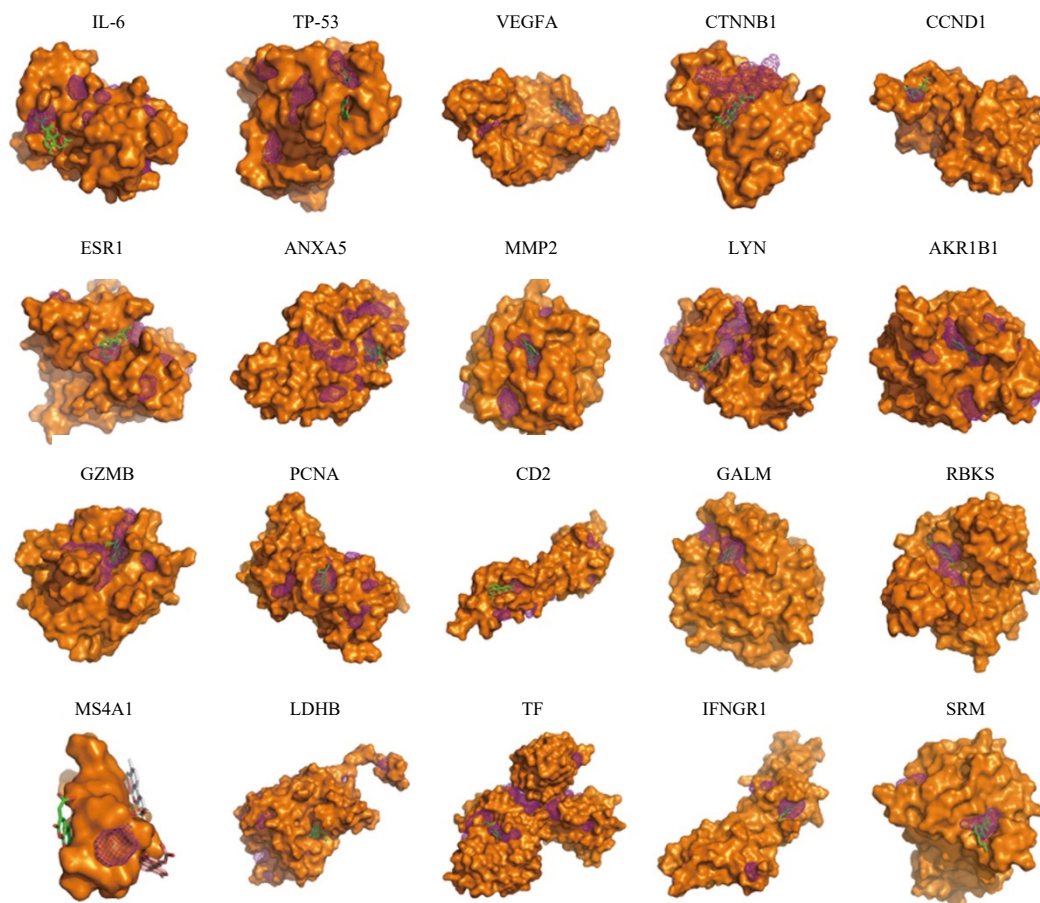 IL-6 TP-53 VEGFA CTNNB1 CCND1
ESR1 ANXA5 MMP2 LYN AKR1B1
GZMB PCNA CD2 GALM RBKS
MS4A1 LDHB TF IFNGR1 SRM